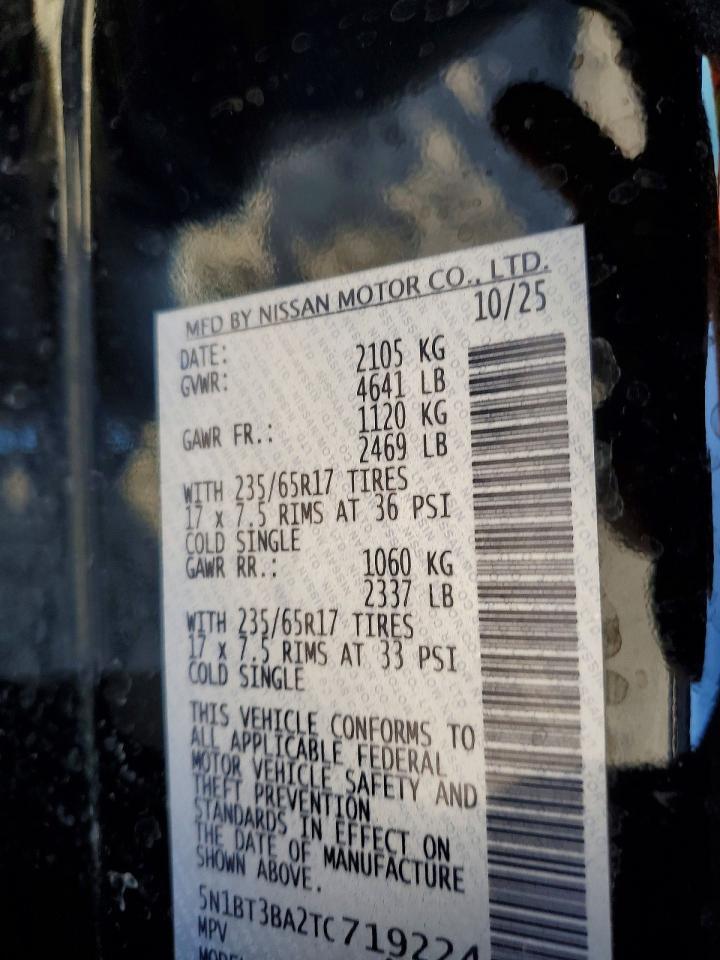 MFD BY NISSAN MOTOR CO., LTD.
DATE: 10/25
GVWR: 2105 KG
4641 LB
GAWR FR.: 1120 KG
2469 LB
WITH 235/65R17 TIRES
17 x 7.5 RIMS AT 36 PSI
COLD SINGLE
GAWR RR.: 1060 KG
2337 LB
WITH 235/65R17 TIRES
17 x 7.5 RIMS AT 33 PSI
COLD SINGLE
THIS VEHICLE CONFORMS TO
ALL APPLICABLE FEDERAL
MOTOR VEHICLE SAFETY AND
THEFT PREVENTION
STANDARDS IN EFFECT ON
THE DATE OF MANUFACTURE
SHOWN ABOVE.
5N1BT3BA2TC719224
MPV